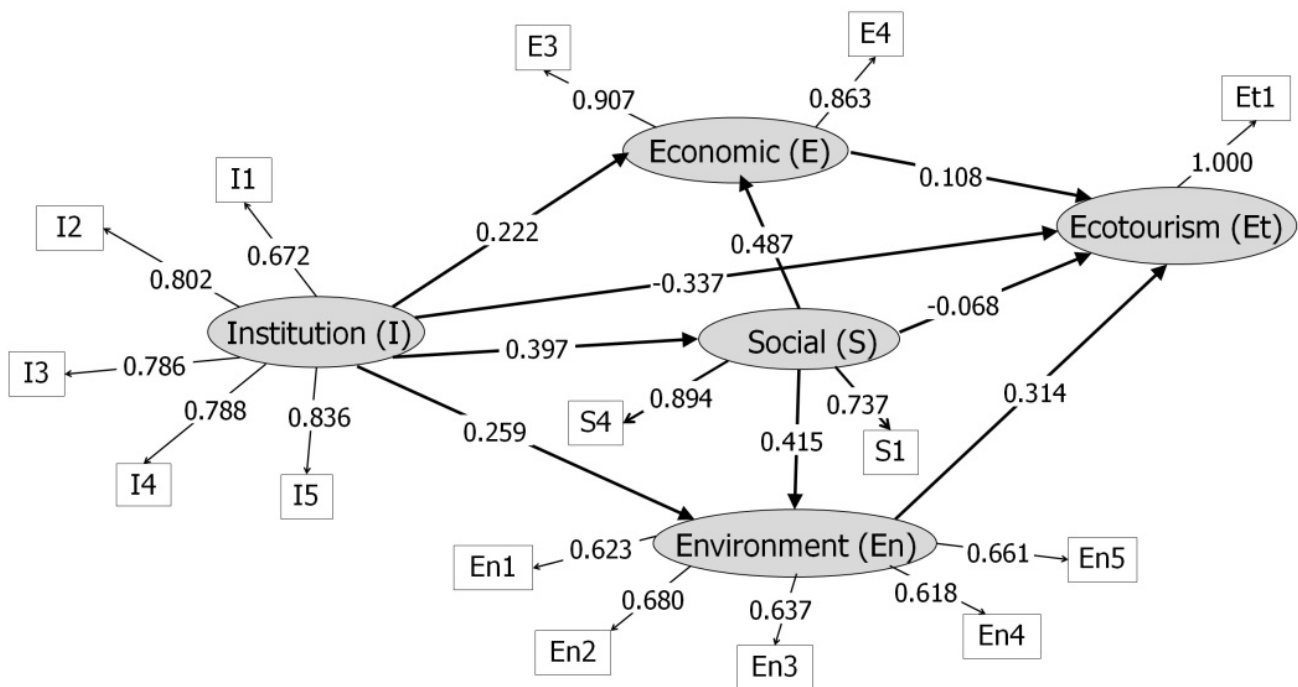 E3
E4
0.907
0.863
Et1
Economic (E)
1.000
I1
0.108
I2
0.222
Ecotourism (Et)
0.672
0.487
0.802
-0.337
-0.068
Institution (I)
0.397
Social (S)
I3
0.786
0.788
0.836
0.894
0.737
0.314
S4
0.259
0.415
S1
I4
I5
Environment (En)
0.623
0.661
En1
En5
0.680
0.637
0.618
En2
En3
En4